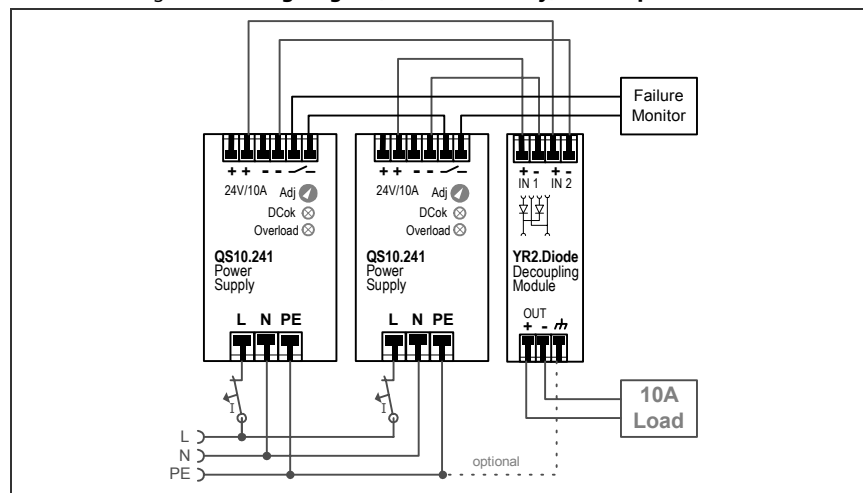 Failure
Monitor
+ + - -
24V/10A Adj
DCok
Overload
QS10.241
Power
Supply
L N PE
I
+ + - -
24V/10A Adj
DCok
Overload
QS10.241
Power
Supply
L N PE
I
+ - + -
IN 1 IN 2
YR2.Diode
Decoupling
Module
OUT
+ -
10A
Load
L
N
PE
optional